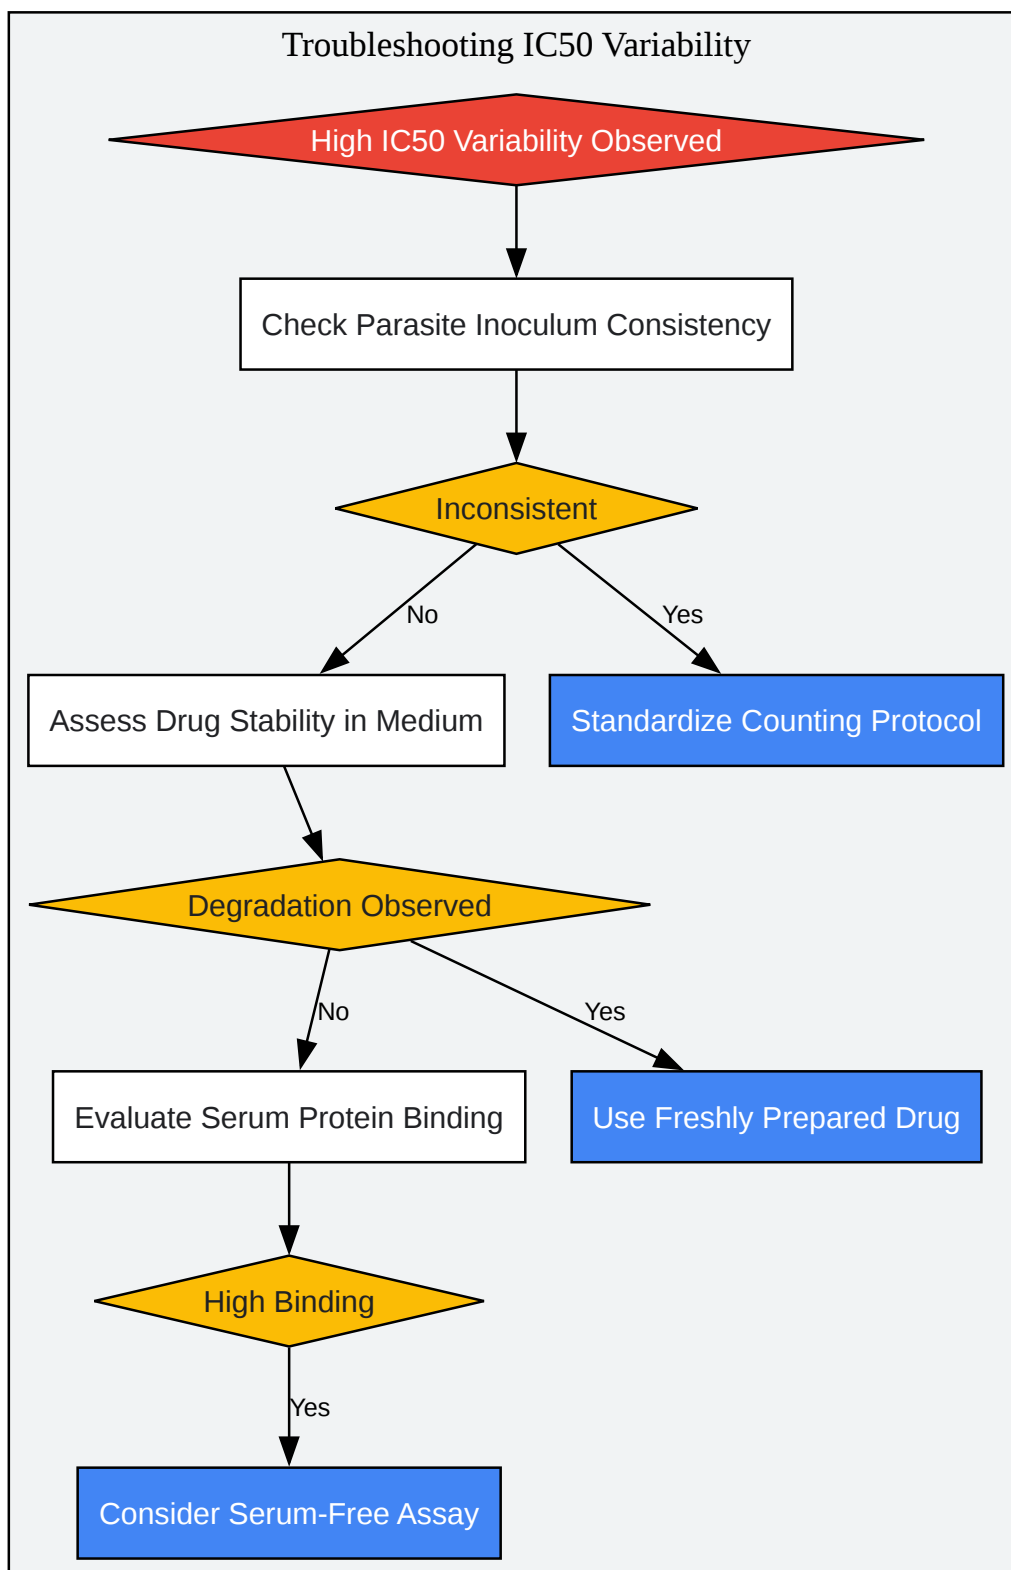 Troubleshooting IC50 Variability
High IC50 Variability Observed
Check Parasite Inoculum Consistency
Inconsistent
No
Yes
Assess Drug Stability in Medium
Standardize Counting Protocol
Degradation Observed
No
Yes
Evaluate Serum Protein Binding
Use Freshly Prepared Drug
High Binding
Yes
Consider Serum-Free Assay